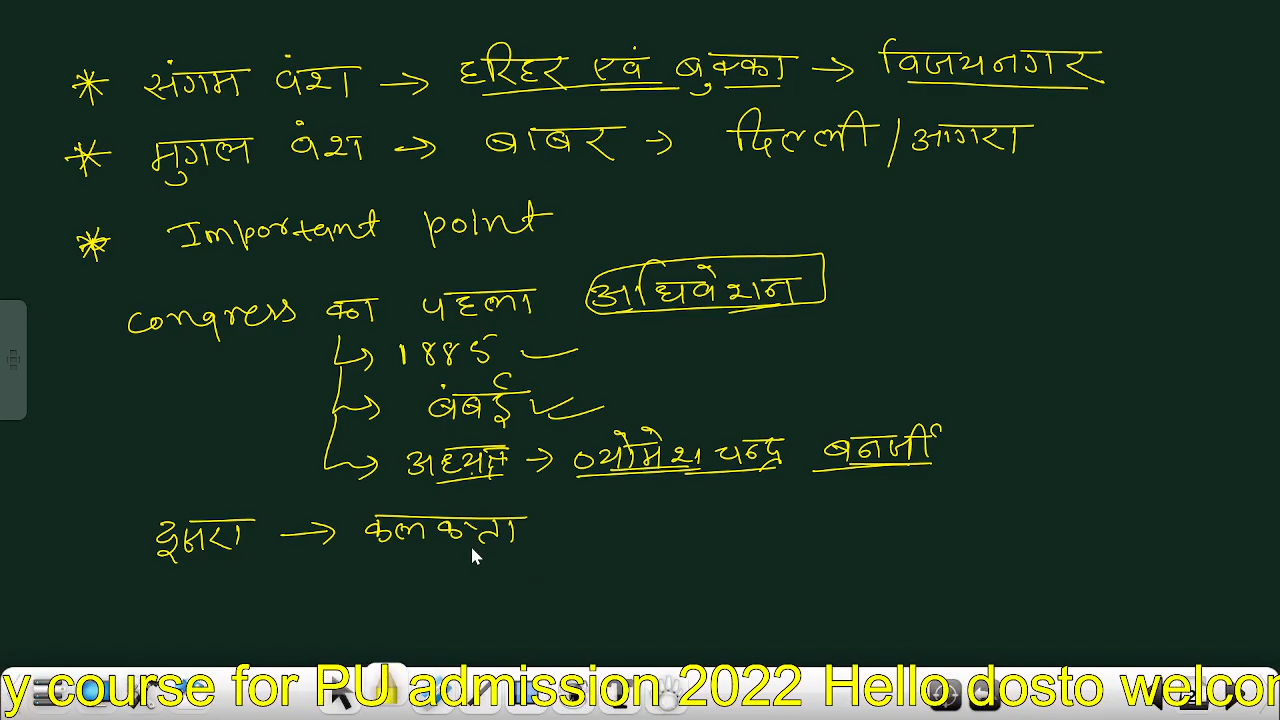 * संगम वंश → हरिहर एवं बुक्का → विजयनगर
* मुगल वंश → बाबर → दिल्ली / आगरा
* Important point
Congress का पहला अधिवेशन
→ 1885
→ बंबई
→ अध्यक्ष → व्योमेश चन्द्र बनर्जी
दूसरा → कलकत्ता
y course for PU admission 2022 Hello dosto welcom